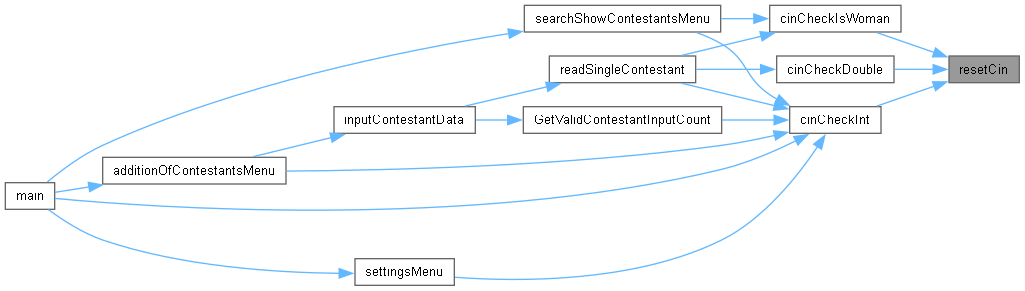 searchShowContestantsMenu
cinCheckIsWoman
readSingleContestant
cinCheckDouble
resetCin
inputContestantData
GetValidContestantInputCount
cinCheckInt
additionOfContestantsMenu
main
settingsMenu